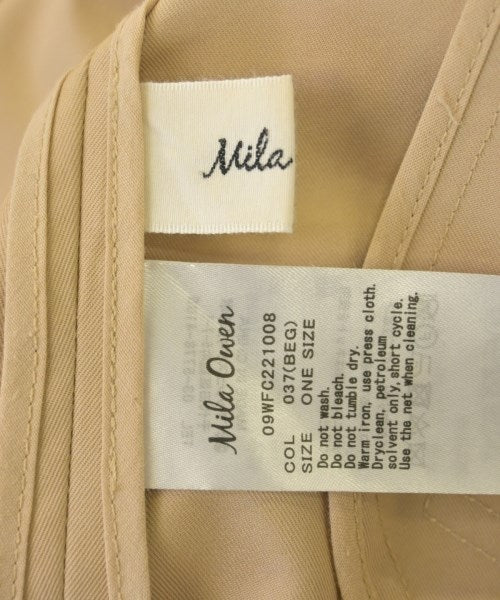 Mila
Mila Owen
09WFC221008
COL 037(BEG)
SIZE ONE SIZE
Do not wash.
Do not bleach.
Do not tumble dry.
Warm iron, use press cloth.
Dryclean, petroleum
solvent only, short cycle.
Use the net when cleaning.